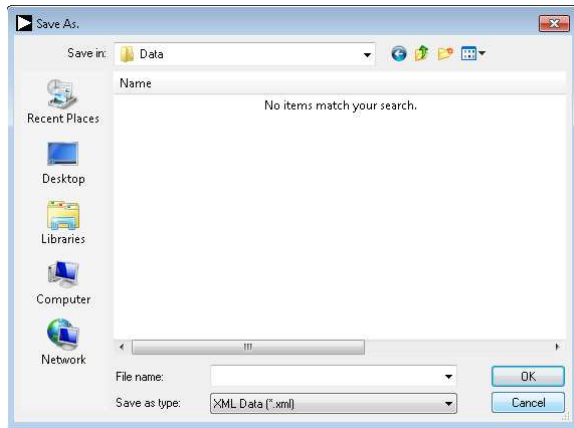 Save As.
Save in:
Data
Name
No items match your search.
Recent Places
Desktop
Libraries
Computer
Network
File name:
OK
Save as type:
XML Data (*.xml)
Cancel